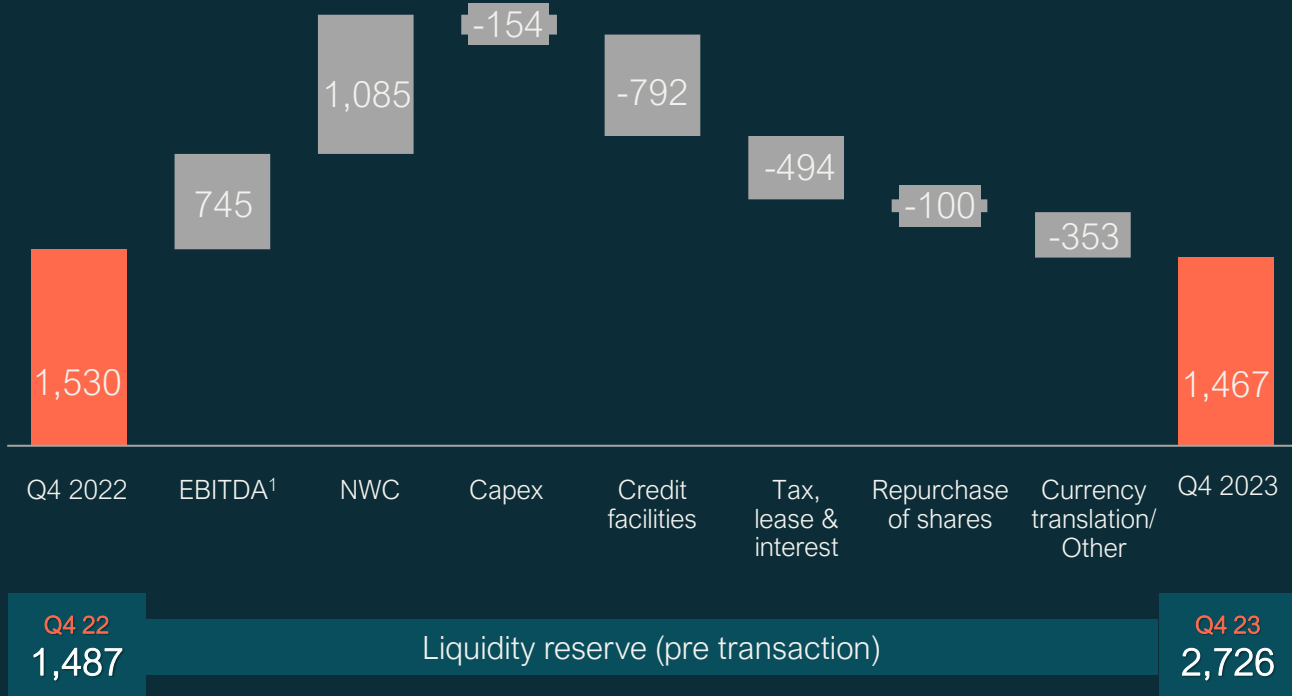 -154
1,085
-792
745
-494
-100
-353
1,530
1,467
Q4 2022
EBITDA¹
NWC
Capex
Credit
facilities
Tax,
lease &
interest
Repurchase
of shares
Currency
translation/
Other
Q4 2023
Q4 22
1,487
Liquidity reserve (pre transaction)
Q4 23
2,726